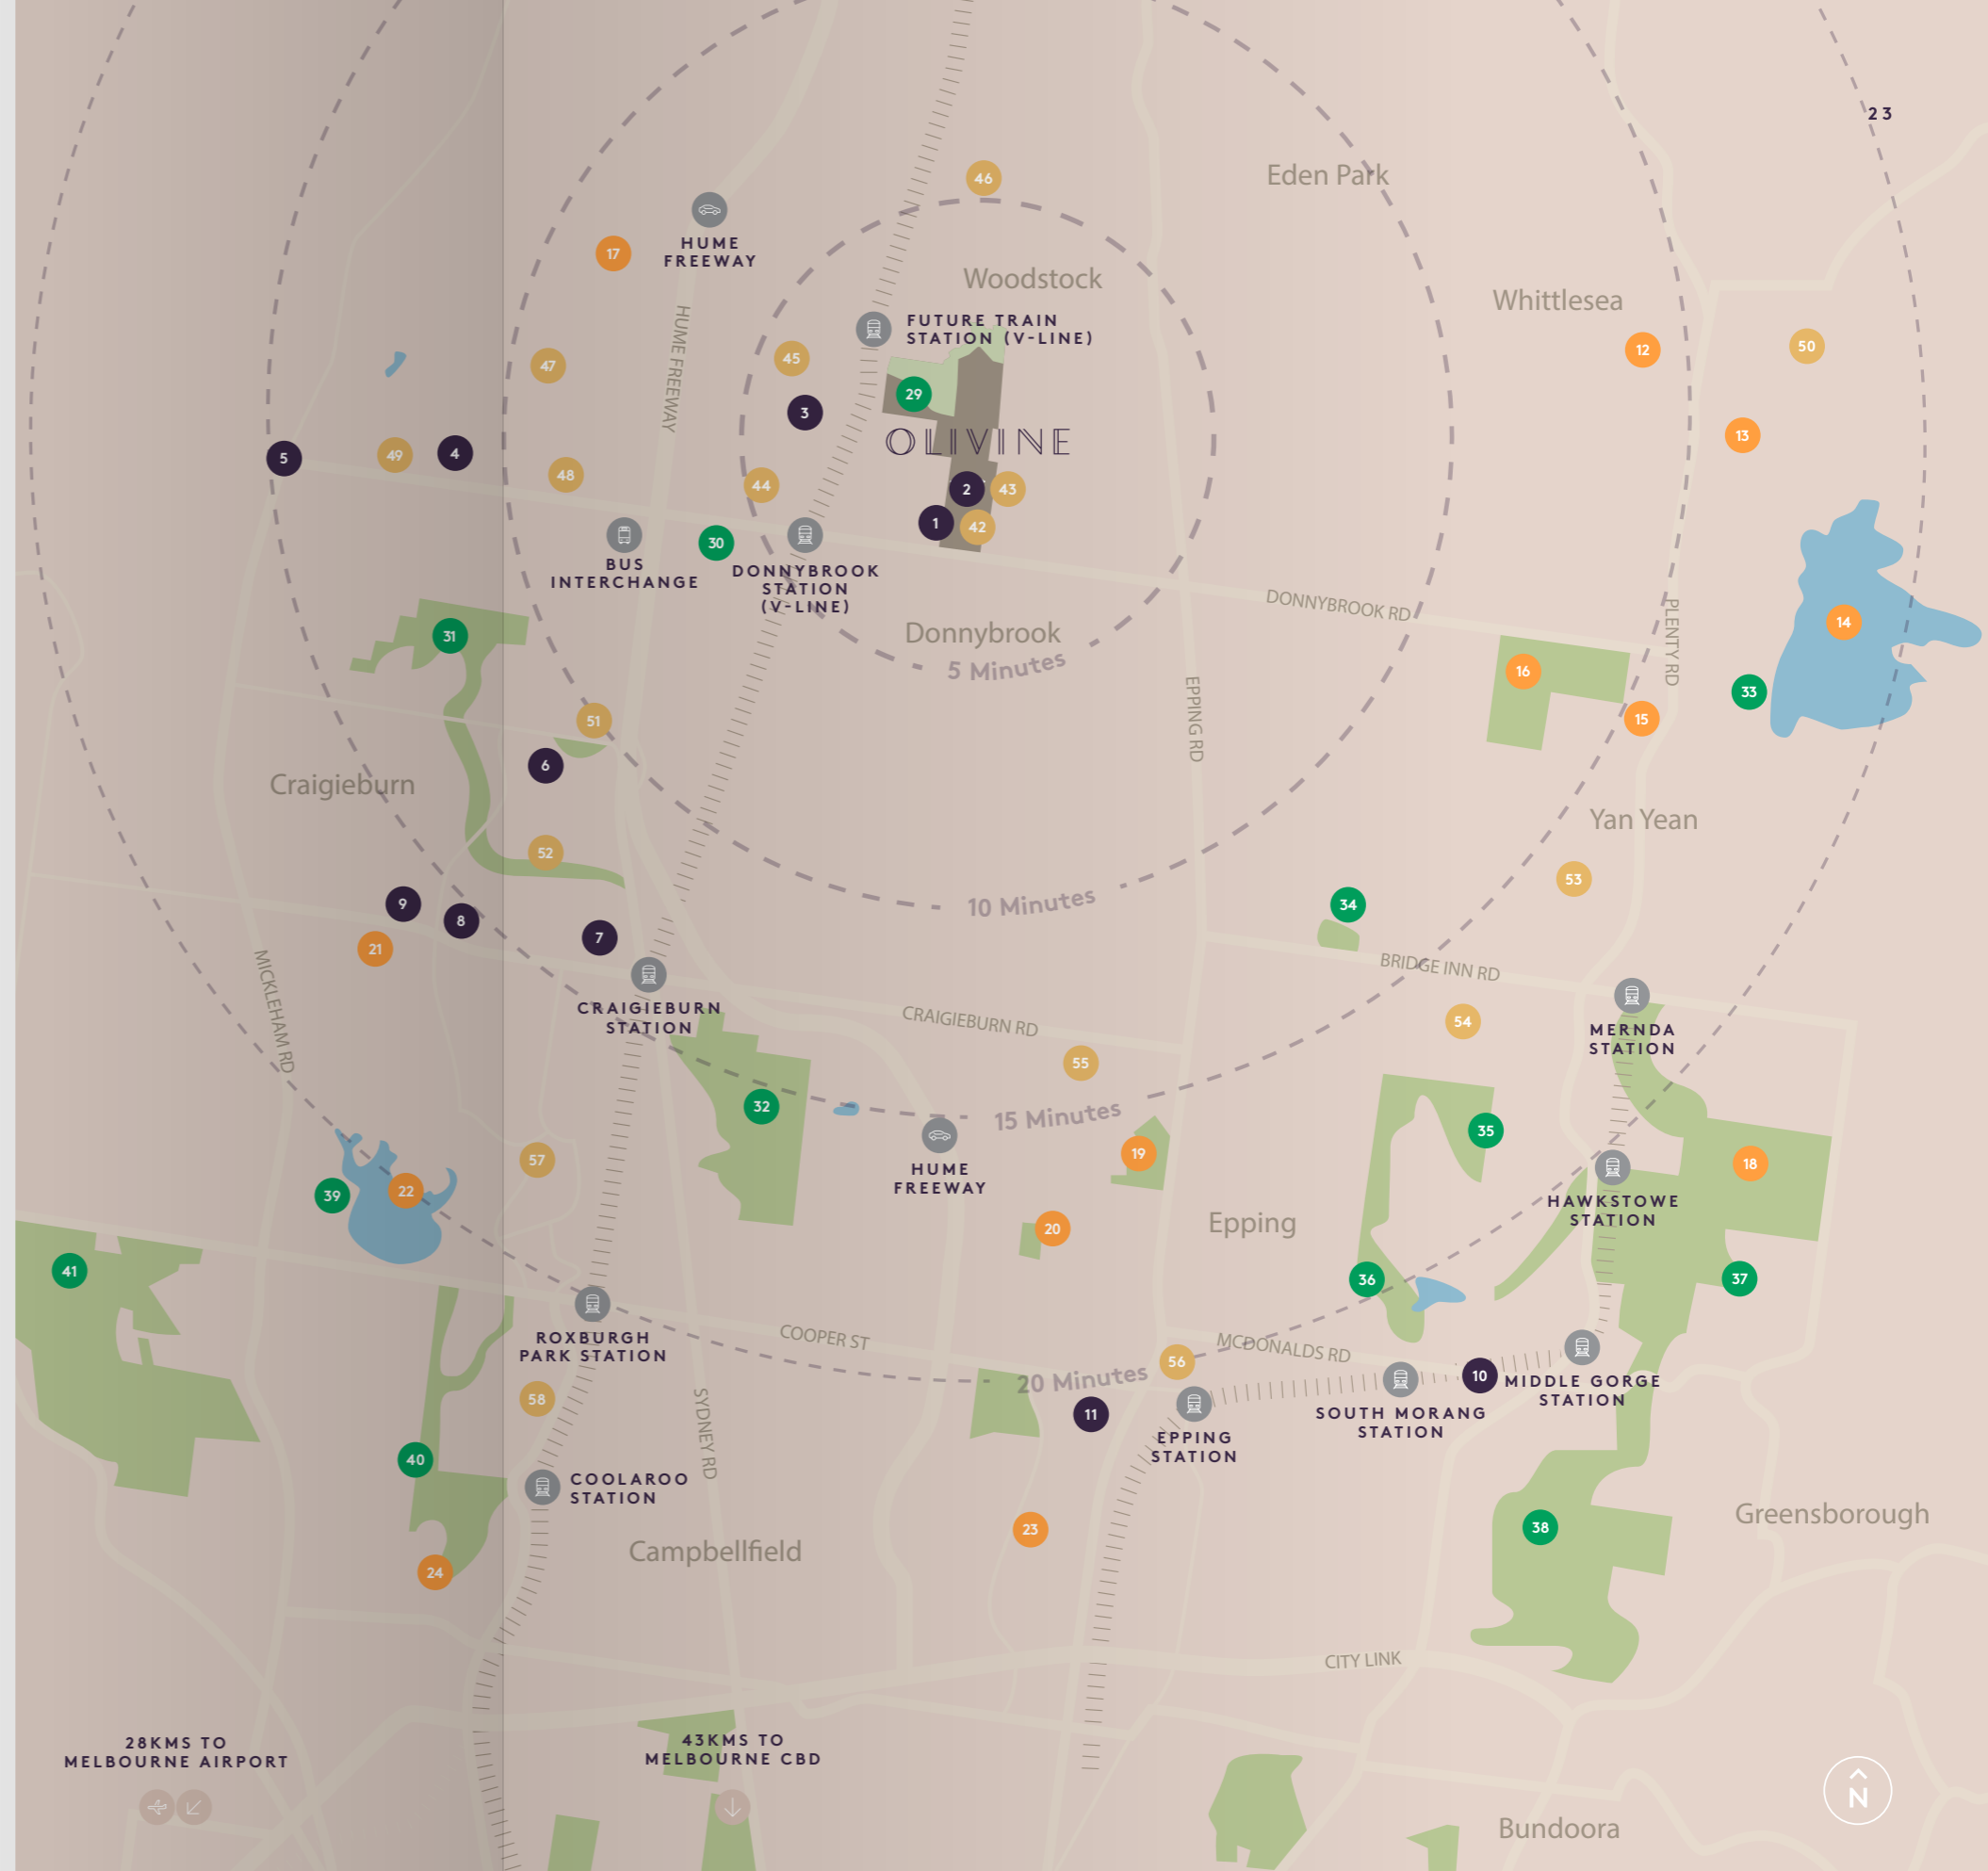 23
46
Eden Park
HUME
FREEWAY
17
Woodstock
Whittlesea
FUTURE TRAIN
STATION (V-LINE)
HUME FREEWAY
45
12
50
47
29
3
OLIVINE
13
5
49
4
48
44
2
43
1
42
30
BUS
INTERCHANGE
DONNYBROOK
STATION
(V-LINE)
DONNYBROOK RD
PLENTY RD
14
31
Donnybrook
5 Minutes
16
33
15
EPPING RD
51
6
Craigieburn
Yan Yean
52
53
9
8
7
21
10 Minutes
34
MICKLEHAM RD
BRIDGE INN RD
CRAIGIEBURN
STATION
CRAIGIEBURN RD
54
MERNDA
STATION
55
32
15 Minutes
35
HUME
FREEWAY
19
18
57
39
22
HAWKSTOWE
STATION
20
Epping
41
36
37
ROXBURGH
PARK STATION
COOPER ST
MCDONALDS RD
56
20 Minutes
10
MIDDLE GORGE
STATION
58
SYDNEY RD
11
SOUTH MORANG
STATION
EPPING
STATION
40
COOLAROO
STATION
23
38
Greensborough
24
Campbellfield
CITY LINK
28KMS TO
MELBOURNE AIRPORT
43KMS TO
MELBOURNE CBD
N
Bundoora